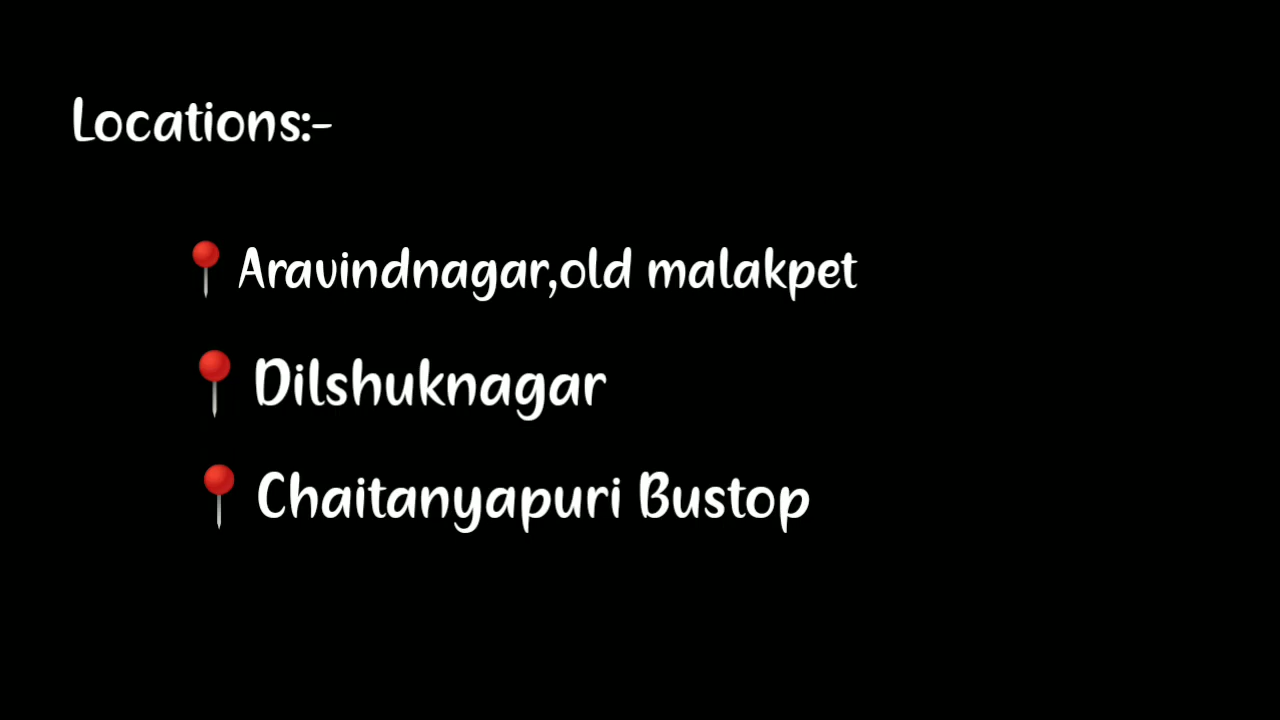 Locations:-
📍Aravindnagar,old malakpet
📍Dilshuknagar
📍Chaitanyapuri Bustop